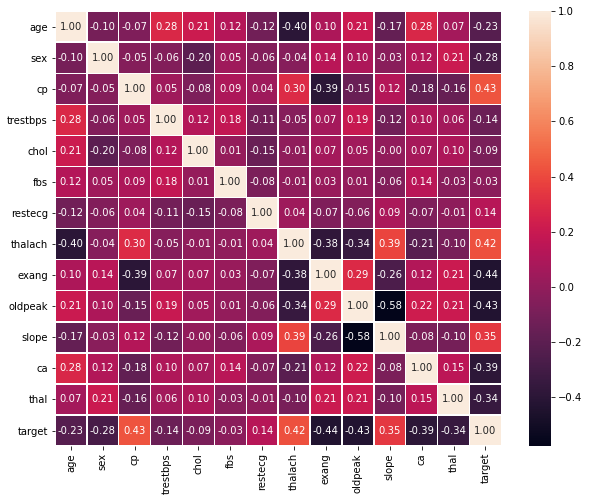 age 1.00 -0.10 -0.07 0.28 0.21 0.12 -0.12 -0.40 0.10 0.21 -0.17 0.28 0.07 -0.23
sex -0.10 1.00 -0.05 -0.06 -0.20 0.05 -0.06 -0.04 0.14 0.10 -0.03 0.12 0.21 -0.28
cp -0.07 -0.05 1.00 0.05 -0.08 0.09 0.04 0.30 -0.39 -0.15 0.12 -0.18 -0.16 0.43
trestbps 0.28 -0.06 0.05 1.00 0.12 0.18 -0.11 -0.05 0.07 0.19 -0.12 0.10 0.06 -0.14
chol 0.21 -0.20 -0.08 0.12 1.00 0.01 -0.15 -0.01 0.07 0.05 -0.00 0.07 0.10 -0.09
fbs 0.12 0.05 0.09 0.18 0.01 1.00 -0.08 -0.01 0.03 0.01 -0.06 0.14 -0.03 -0.03
restecg -0.12 -0.06 0.04 -0.11 -0.15 -0.08 1.00 0.04 -0.07 -0.06 0.09 -0.07 -0.01 0.14
thalach -0.40 -0.04 0.30 -0.05 -0.01 -0.01 0.04 1.00 -0.38 -0.34 0.39 -0.21 -0.10 0.42
exang 0.10 0.14 -0.39 0.07 0.07 0.03 -0.07 -0.38 1.00 0.29 -0.26 0.12 0.21 -0.44
oldpeak 0.21 0.10 -0.15 0.19 0.05 0.01 -0.06 -0.34 0.29 1.00 -0.58 0.22 0.21 -0.43
slope -0.17 -0.03 0.12 -0.12 -0.00 -0.06 0.09 0.39 -0.26 -0.58 1.00 -0.08 -0.10 0.35
ca 0.28 0.12 -0.18 0.10 0.07 0.14 -0.07 -0.21 0.12 0.22 -0.08 1.00 0.15 -0.39
thal 0.07 0.21 -0.16 0.06 0.10 -0.03 -0.01 -0.10 0.21 0.21 -0.10 0.15 1.00 -0.34
target -0.23 -0.28 0.43 -0.14 -0.09 -0.03 0.14 0.42 -0.44 -0.43 0.35 -0.39 -0.34 1.00
age sex cp trestbps chol fbs restecg thalach exang oldpeak slope ca thal target
1.0
0.8
0.6
0.4
0.2
0.0
−0.2
−0.4